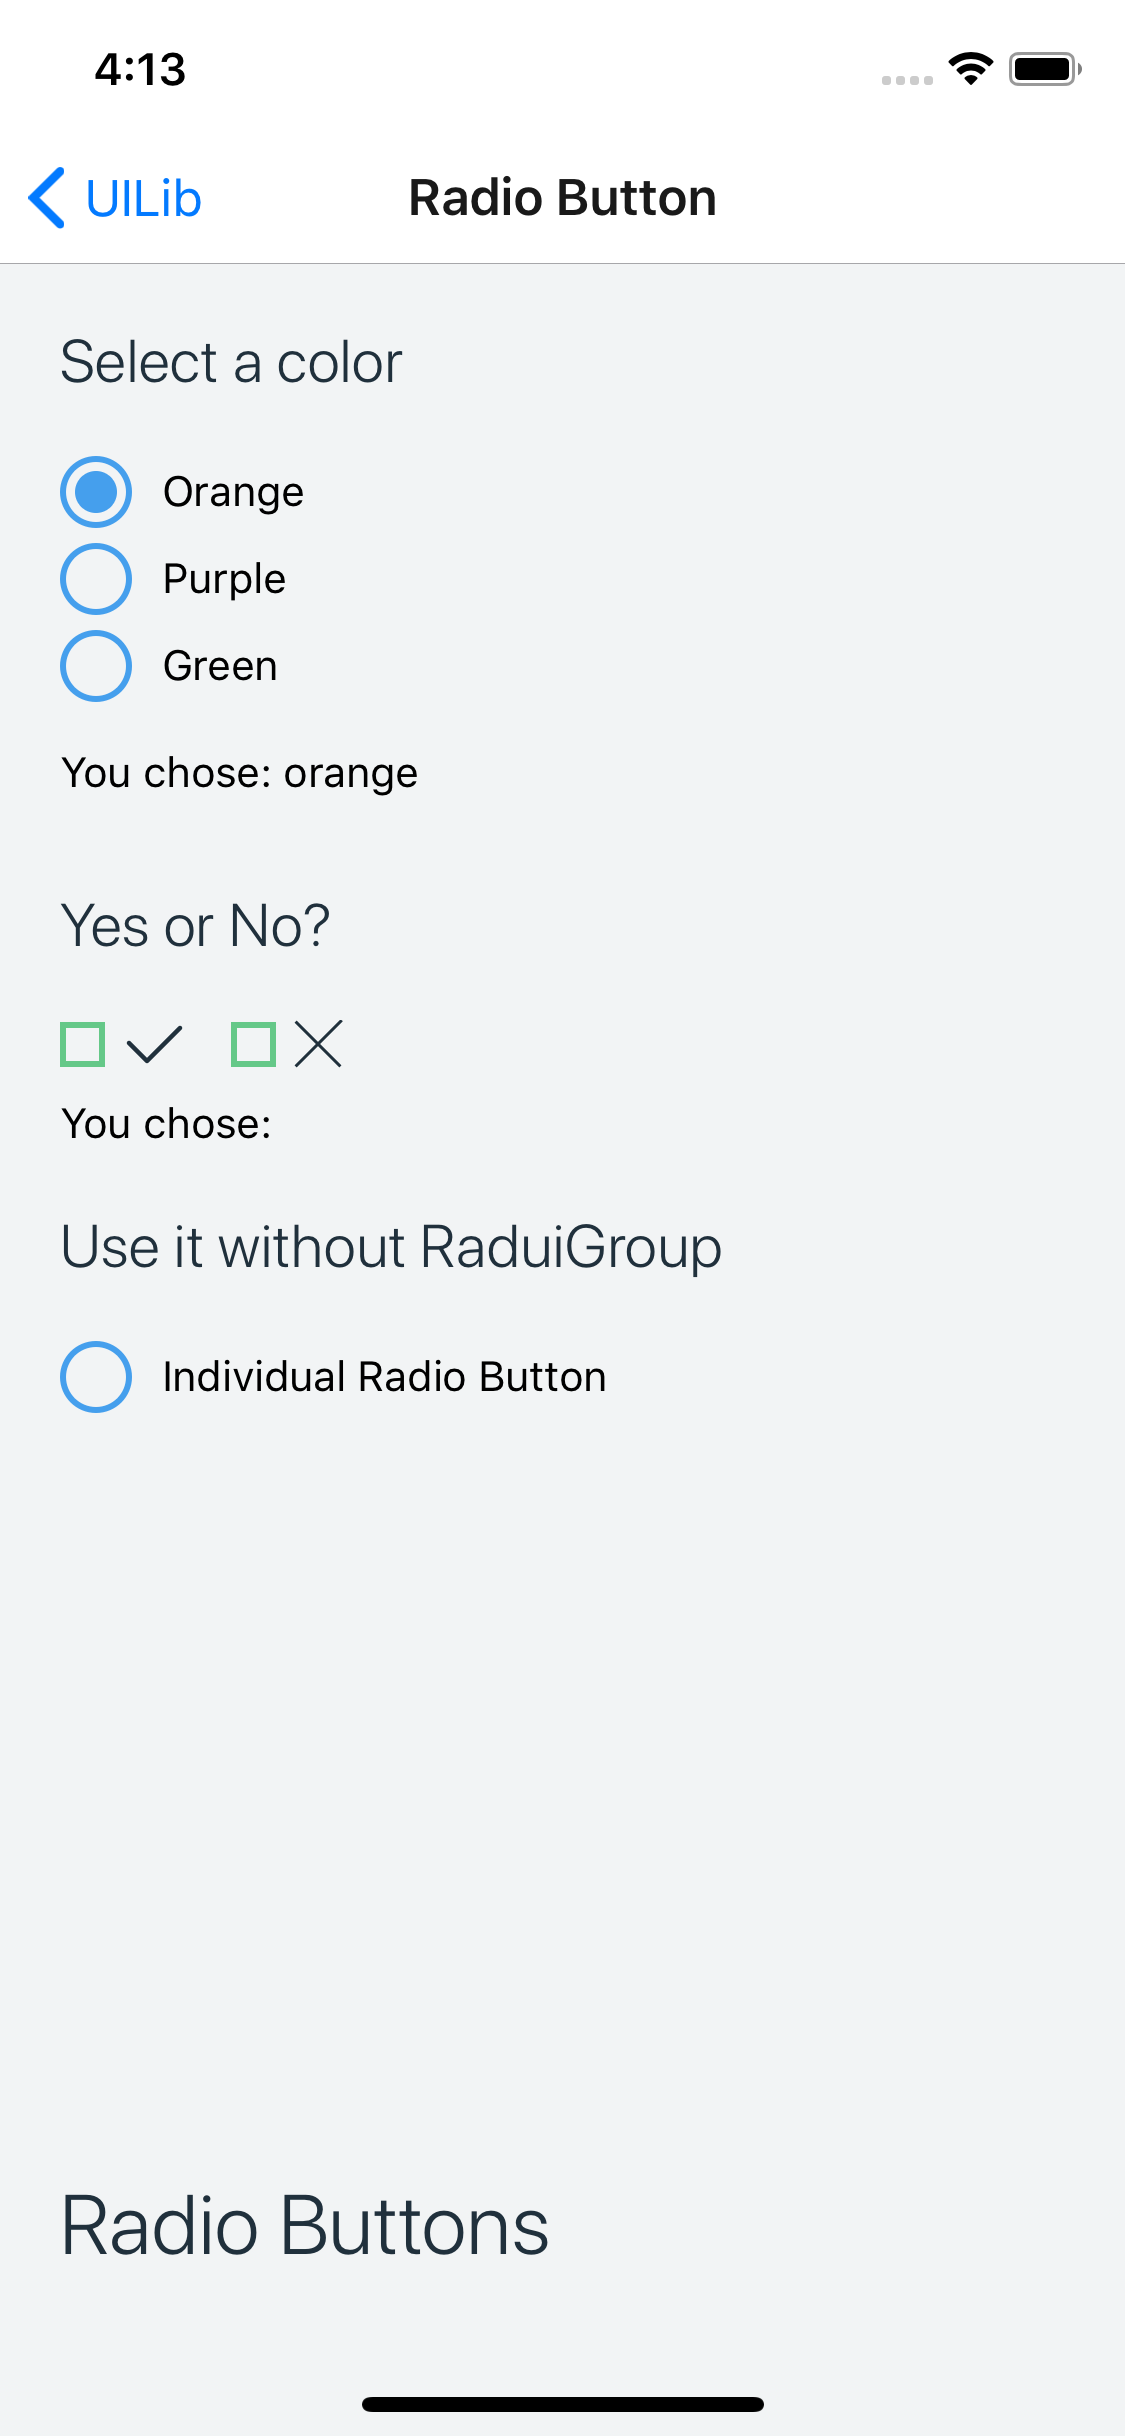 4:13
UILib
Radio Button
Select a color
Orange
Purple
Green
You chose: orange
Yes or No?
You chose:
Use it without RaduiGroup
Individual Radio Button
Radio Buttons